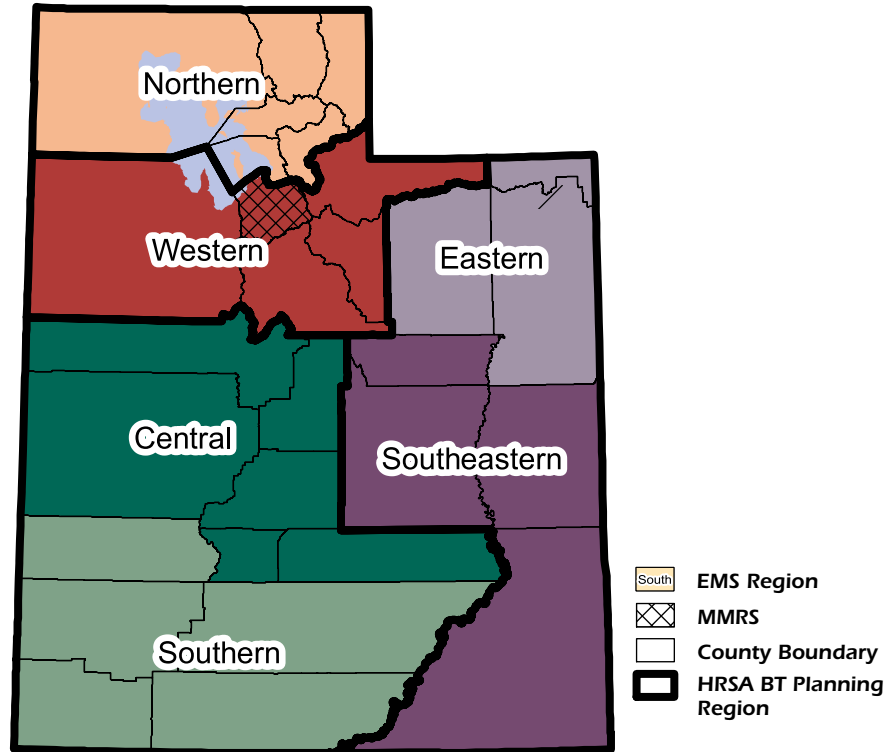 Northern
Western
Eastern
Central
Southeastern
Southern
South EMS Region
MMRS
County Boundary
HRSA BT Planning
Region